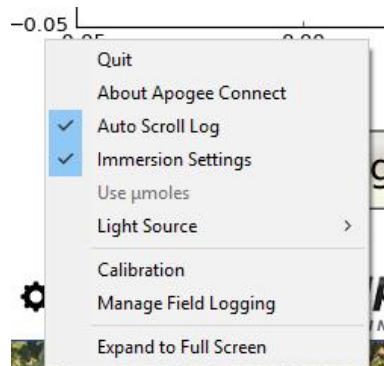 -0.05
Quit
About Apogee Connect
Auto Scroll Log
Immersion Settings
Use µmoles
Light Source
Calibration
Manage Field Logging
Expand to Full Screen